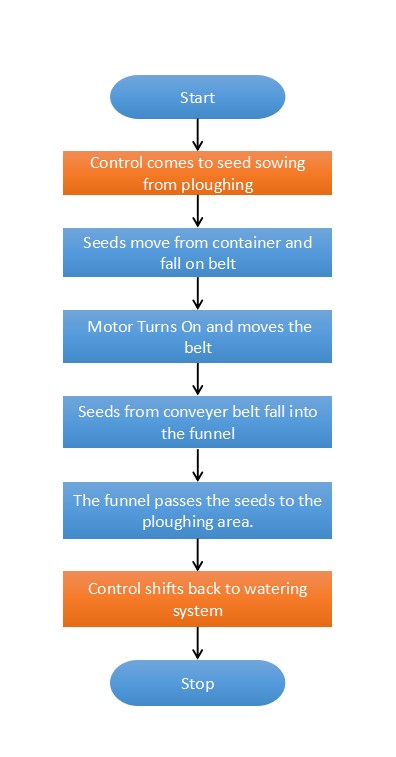 Start
Control comes to seed sowing
from ploughing
Seeds move from container and
fall on belt
Motor Turns On and moves the
belt
Seeds from conveyer belt fall into
the funnel
The funnel passes the seeds to the
ploughing area.
Control shifts back to watering
system
Stop